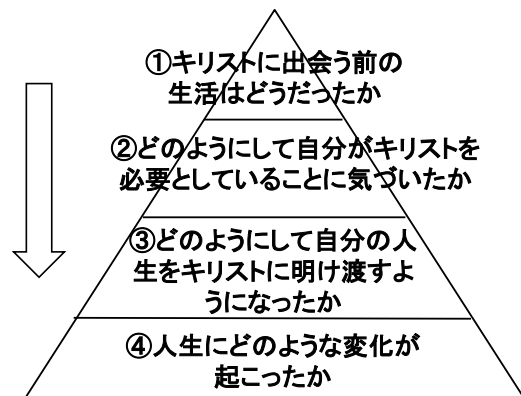 ①キリストに出会う前の
生活はどうだったか
②どのようにして自分がキリストを
必要としていることに気づいたか
③どのようにして自分の人
生をキリストに明け渡すよ
うになったか
④人生にどのような変化が
起こったか